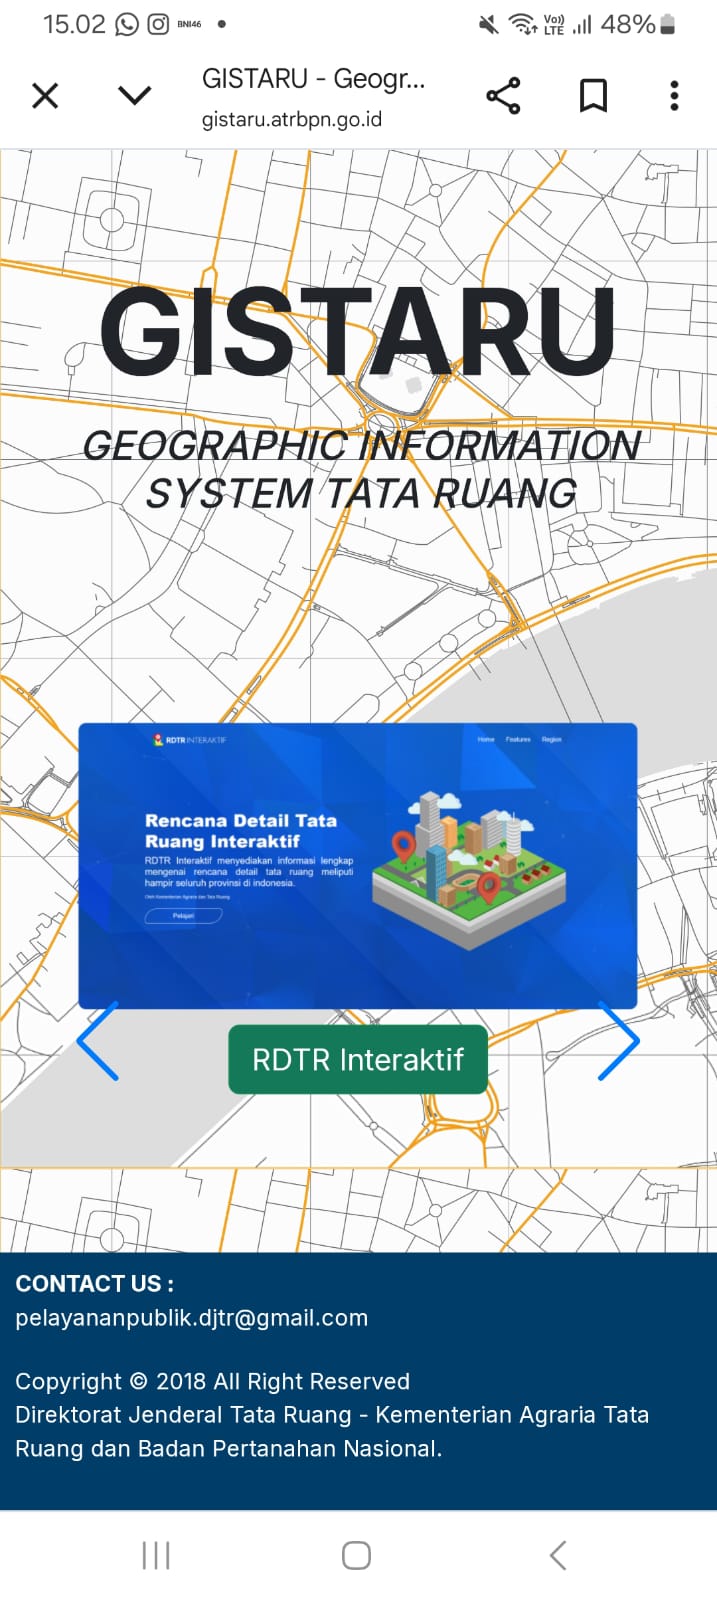 15.02 BNI46 Vo)) LTE 48%
GISTARU - Geogr...
gistaru.atrbpn.go.id
GISTARU
GEOGRAPHIC INFORMATION
SYSTEM TATA RUANG
RDTR INTERAKTIF Home Features Region
Rencana Detail Tata
Ruang Interaktif
RDTR Interaktif menyediakan informasi lengkap
mengenai rencana detail tata ruang meliputi
hampir seluruh provinsi di indonesia.
Oleh Kementerian Agraria dan Tata Ruang
Pelajari
RDTR Interaktif
CONTACT US :
pelayananpublik.djtr@gmail.com
Copyright © 2018 All Right Reserved
Direktorat Jenderal Tata Ruang - Kementerian Agraria Tata
Ruang dan Badan Pertanahan Nasional.